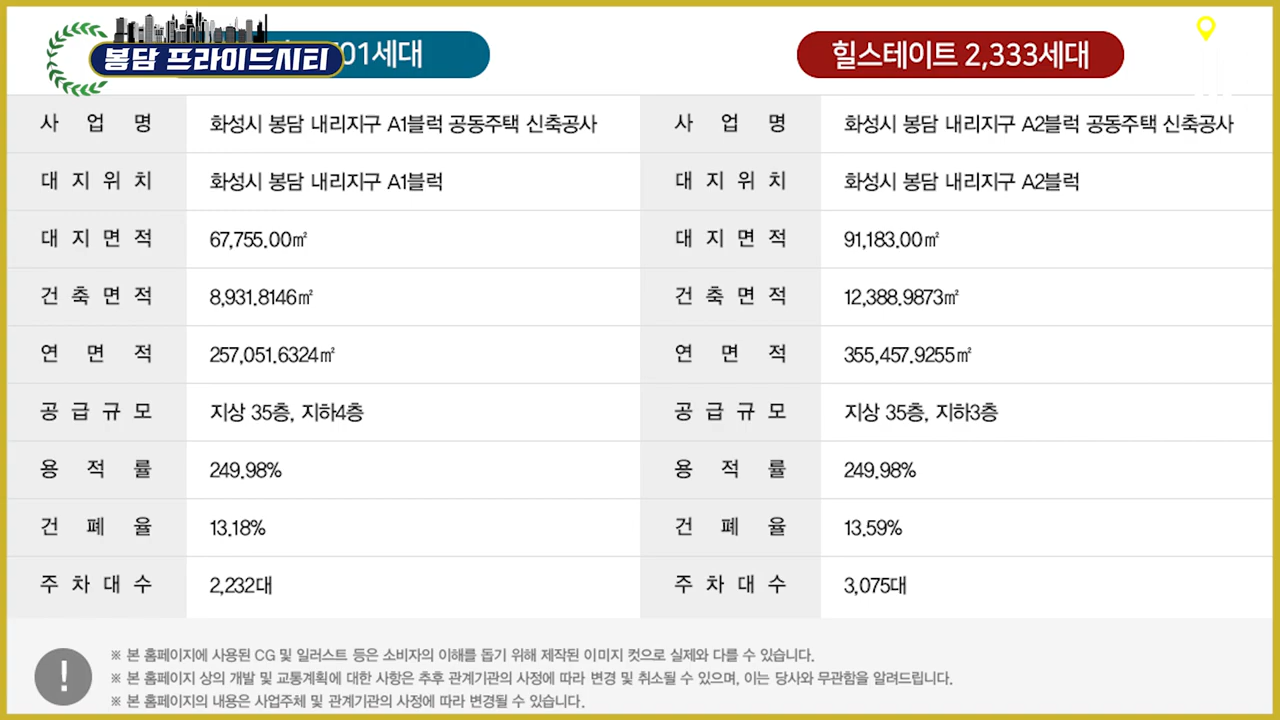 봉담 프라이드시티
01세대
힐스테이트 2,333세대
사 업 명 화성시 봉담 내리지구 A1블럭 공동주택 신축공사
사 업 명 화성시 봉담 내리지구 A2블럭 공동주택 신축공사
대 지 위 치 화성시 봉담 내리지구 A1블럭
대 지 위 치 화성시 봉담 내리지구 A2블럭
대 지 면 적 67,755.00㎡
대 지 면 적 91,183.00㎡
건 축 면 적 8,931.8146㎡
건 축 면 적 12,388.9873㎡
연 면 적 257,051.6324㎡
연 면 적 355,457.9255㎡
공 급 규 모 지상 35층, 지하4층
공 급 규 모 지상 35층, 지하3층
용 적 률 249.98%
용 적 률 249.98%
건 폐 율 13.18%
건 폐 율 13.59%
주 차 대 수 2,232대
주 차 대 수 3,075대
※ 본 홈페이지에 사용된 CG 및 일러스트 등은 소비자의 이해를 돕기 위해 제작된 이미지 컷으로 실제와 다를 수 있습니다.
※ 본 홈페이지 상의 개발 및 교통계획에 대한 사항은 추후 관계기관의 사정에 따라 변경 및 취소될 수 있으며, 이는 당사와 무관함을 알려드립니다.
※ 본 홈페이지의 내용은 사업주체 및 관계기관의 사정에 따라 변경될 수 있습니다.